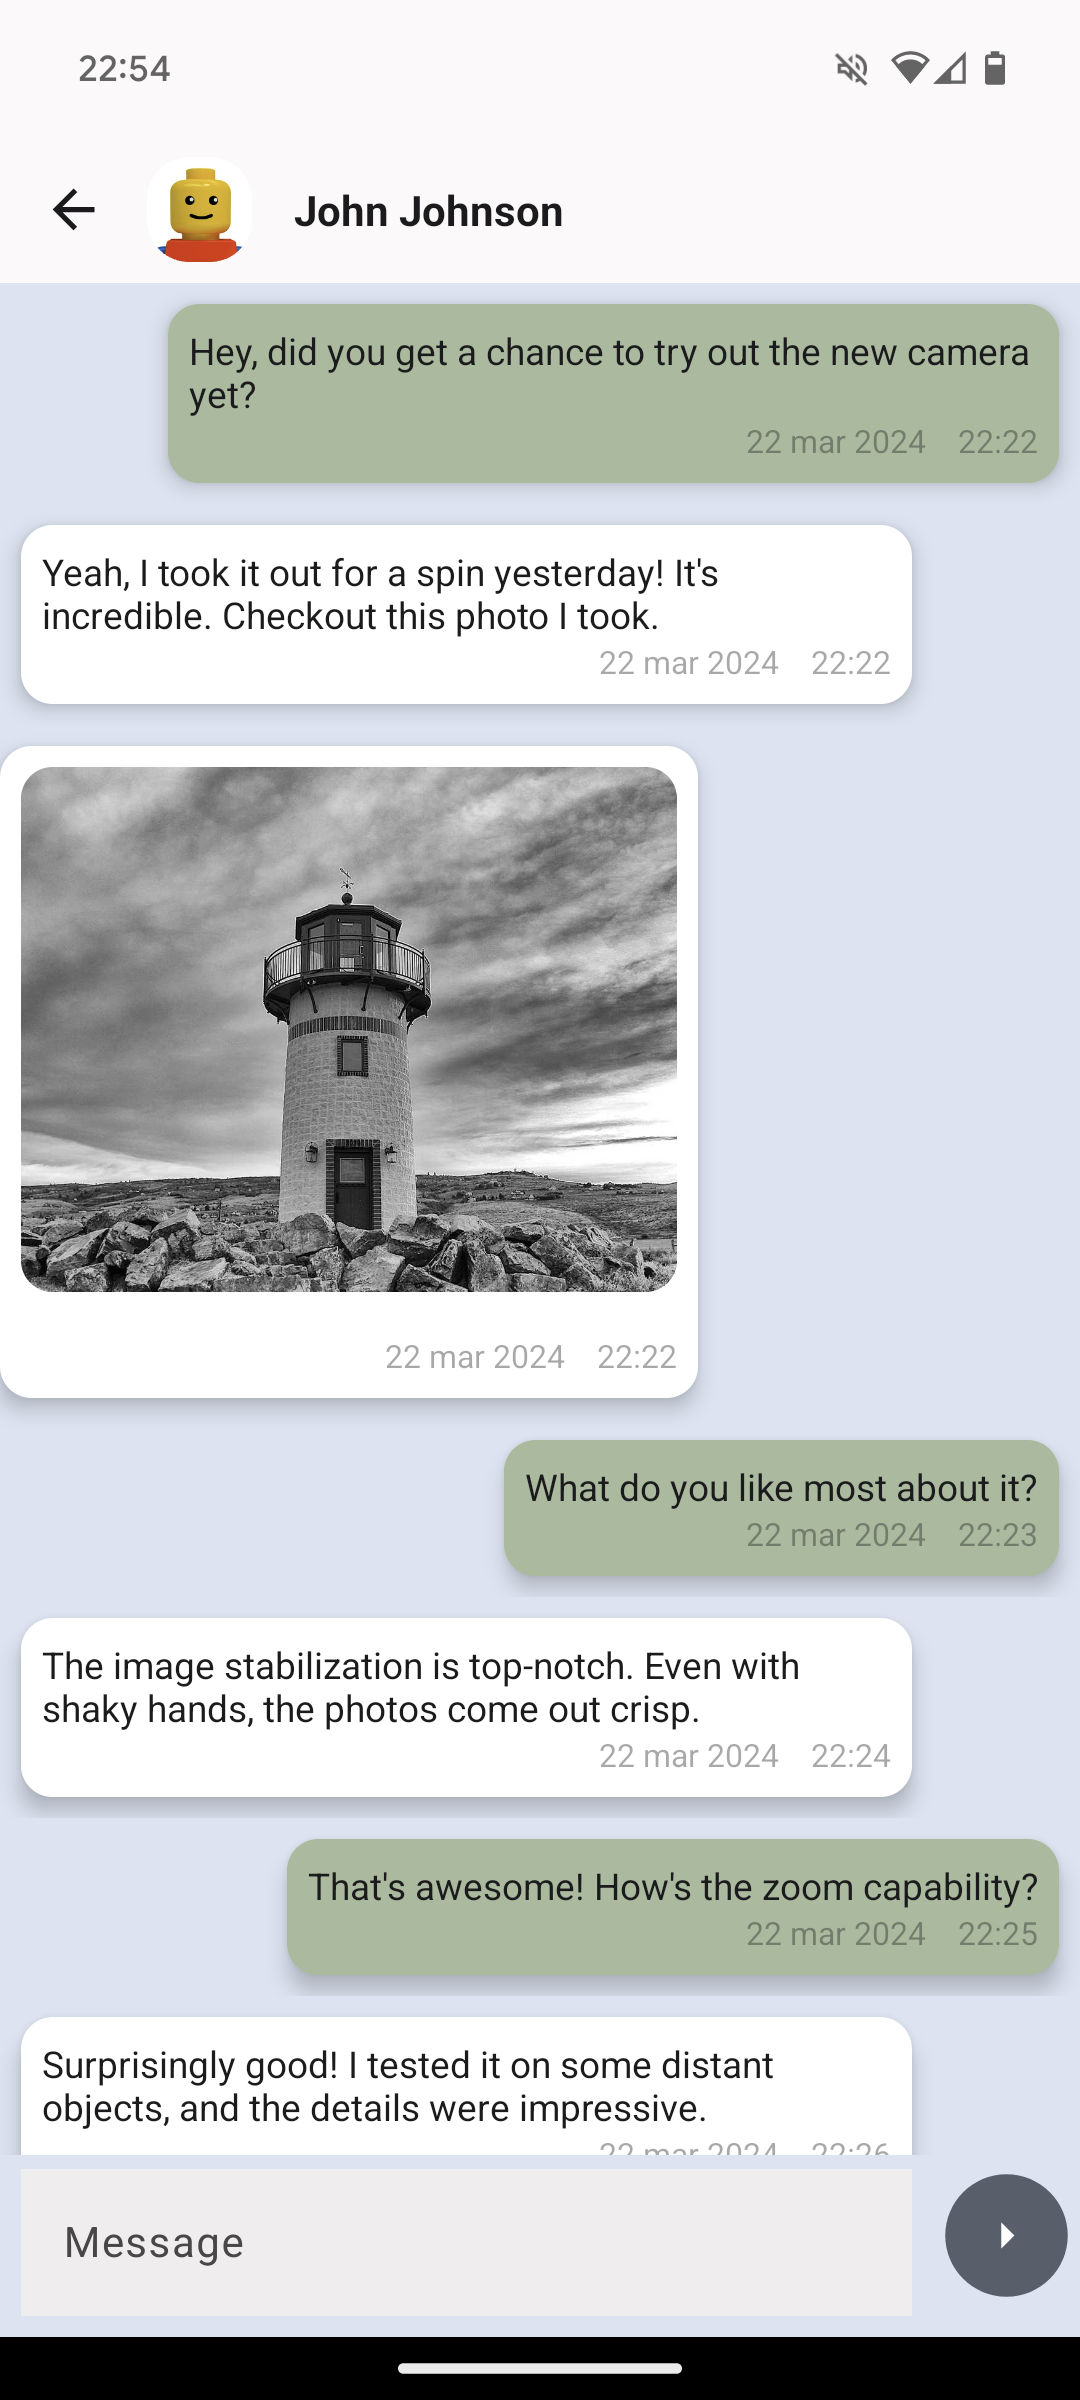 22:54
John Johnson
Hey, did you get a chance to try out the new camera
yet?
22 mar 2024 22:22
Yeah, I took it out for a spin yesterday! It's
incredible. Checkout this photo I took.
22 mar 2024 22:22
22 mar 2024 22:22
What do you like most about it?
22 mar 2024 22:23
The image stabilization is top-notch. Even with
shaky hands, the photos come out crisp.
22 mar 2024 22:24
That's awesome! How's the zoom capability?
22 mar 2024 22:25
Surprisingly good! I tested it on some distant
objects, and the details were impressive.
22 mar 2024 22:26
Message